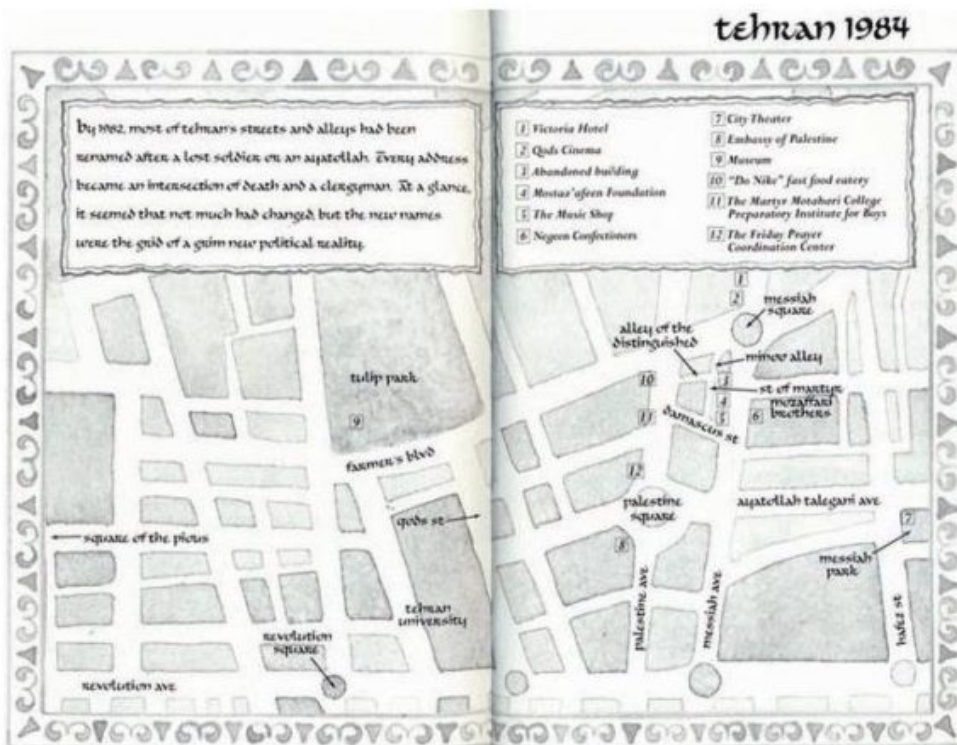 tehran 1984
by 1982, most of tehran's streets and alleys had been
renamed after a lost soldier or an ayatollah. Every address
became an intersection of death and a clergyman. At a glance,
it seemed that not much had changed, but the new names
were the grid of a grim new political reality.
1 Victoria Hotel
2 Qods Cinema
3 Abandoned building
4 Mostaz'afeen Foundation
5 The Music Shop
6 Negeen Confectioners
7 City Theater
8 Embassy of Palestine
9 Museum
10 "Do Nike" fast food eatery
11 The Martyr Motahari College
Preparatory Institute for Boys
12 The Friday Prayer
Coordination Center
tulip park
9
farmer's blvd
qods st
square of the pious
tehran
university
revolution
square
revolution ave
1
2
messiah
square
alley of the
distinguished
minoo alley
10
3
st of martyr
mozaffari
brothers
4
11
5
6
damascus st
12
palestine
square
ayatollah talegani ave
7
8
messiah
park
palestine ave
messiah ave
hafez st